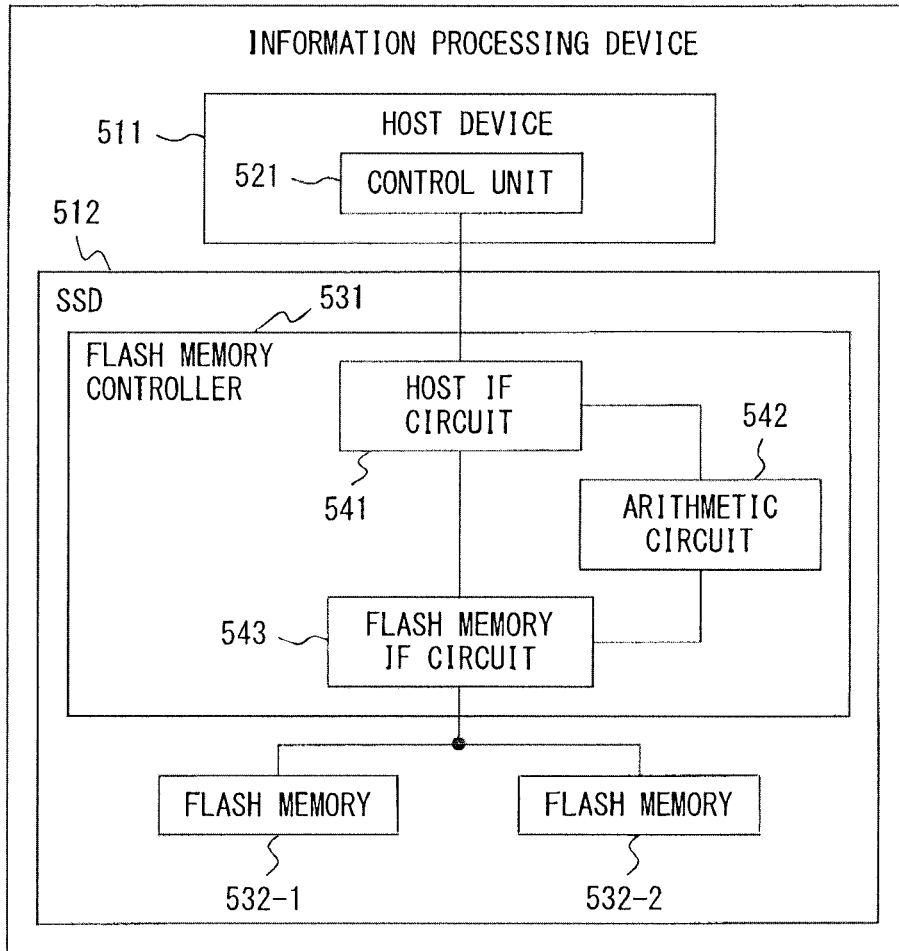 INFORMATION PROCESSING DEVICE
511
HOST DEVICE
521
CONTROL UNIT
512
SSD
531
FLASH MEMORY
CONTROLLER
HOST IF
CIRCUIT
541
542
ARITHMETIC
CIRCUIT
543
FLASH MEMORY
IF CIRCUIT
FLASH MEMORY
FLASH MEMORY
532-1
532-2